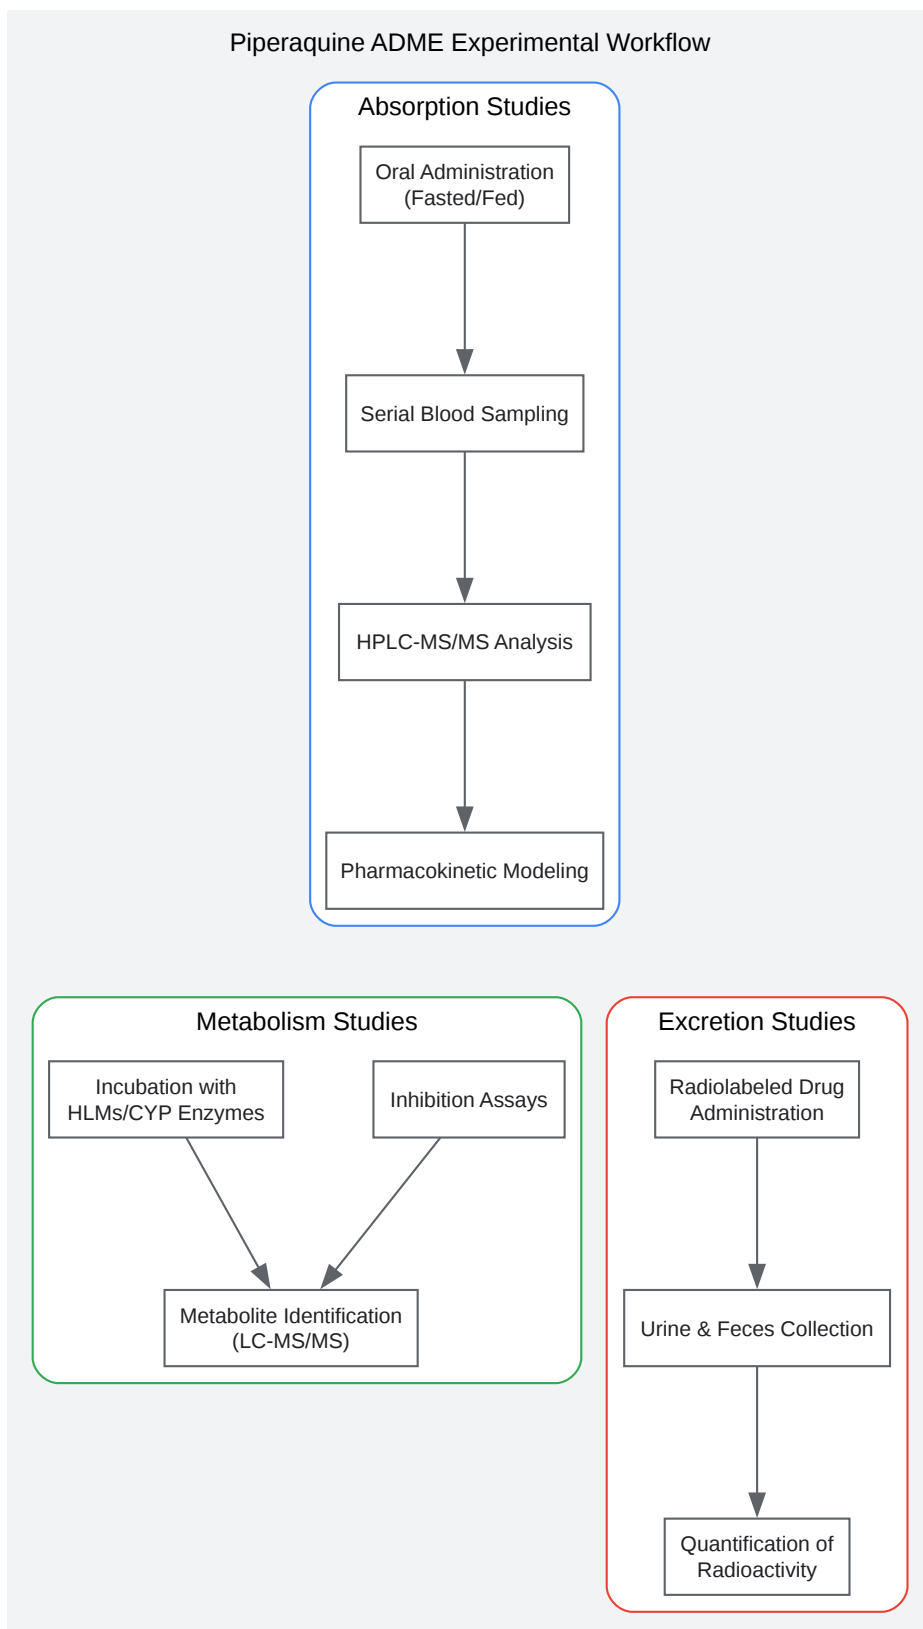 Piperaquine ADME Experimental Workflow
Absorption Studies
Oral Administration
(Fasted/Fed)
Serial Blood Sampling
HPLC-MS/MS Analysis
Pharmacokinetic Modeling
Metabolism Studies
Incubation with
HLMs/CYP Enzymes
Inhibition Assays
Metabolite Identification
(LC-MS/MS)
Excretion Studies
Radiolabeled Drug
Administration
Urine & Feces Collection
Quantification of
Radioactivity